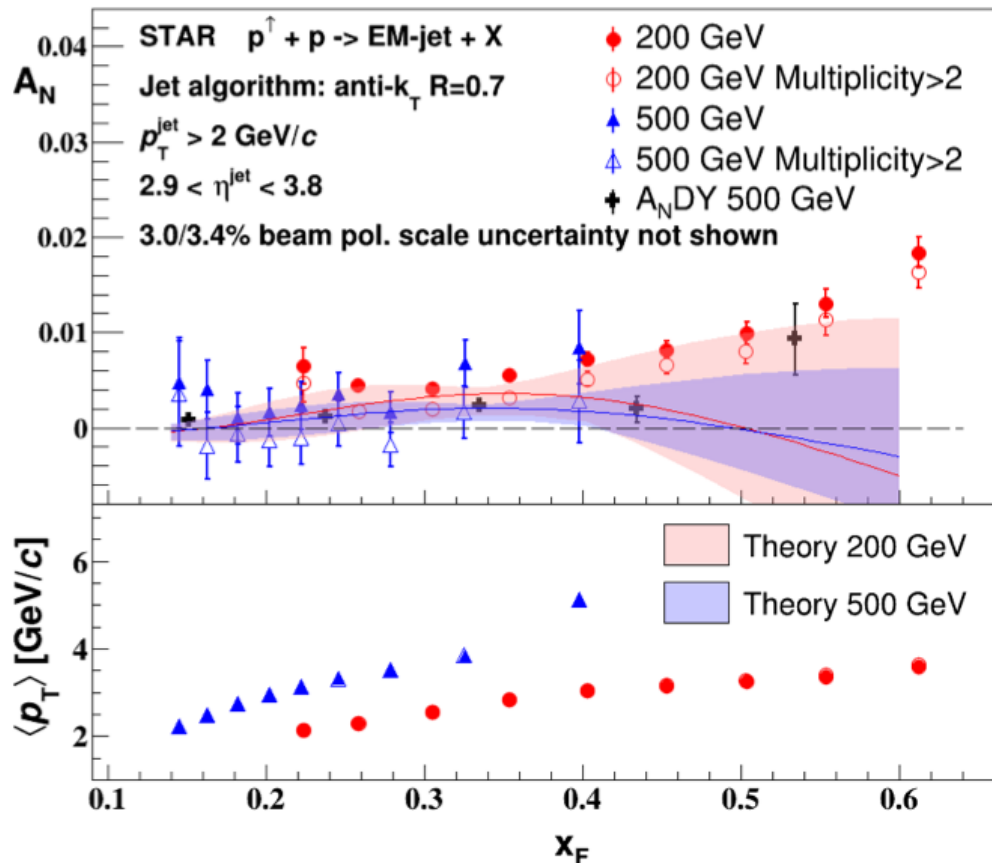 STAR p↑ + p -> EM-jet + X
Jet algorithm: anti-kT R=0.7
pTjet > 2 GeV/c
2.9 < ηjet < 3.8
3.0/3.4% beam pol. scale uncertainty not shown
200 GeV
200 GeV Multiplicity>2
500 GeV
500 GeV Multiplicity>2
ANDY 500 GeV
AN
0.04
0.03
0.02
0.01
0
Theory 200 GeV
Theory 500 GeV
⟨pT⟩ [GeV/c]
6
4
2
0.1 0.2 0.3 0.4 0.5 0.6
xF